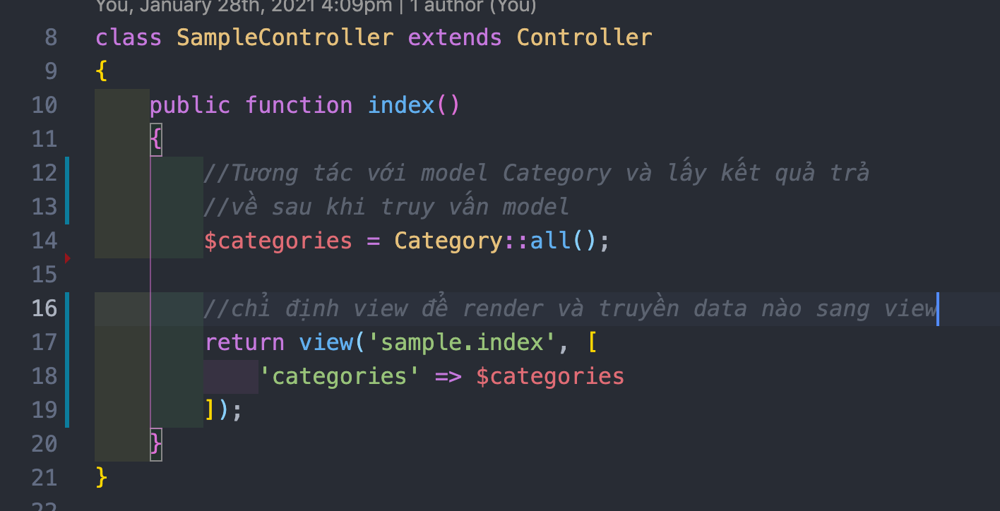 You, January 28th, 2021 4:09pm | 1 author (You)
8 class SampleController extends Controller
9 {
10 public function index()
11 {
12 //Tương tác với model Category và lấy kết quả trả
13 //về sau khi truy vấn model
14 $categories = Category::all();
15
16 //chỉ định view để render và truyền data nào sang view
17 return view('sample.index', [
18 'categories' => $categories
19 ]);
20 }
21 }
22